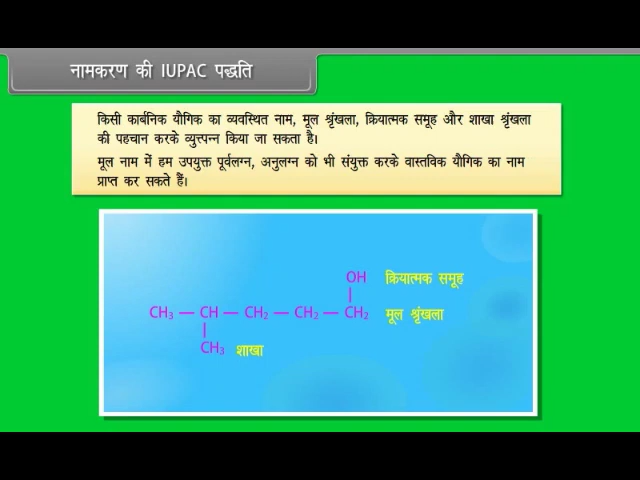 नामकरण की IUPAC पद्धति
किसी कार्बनिक यौगिक का व्यवस्थित नाम, मूल श्रृंखला, क्रियात्मक समूह और शाखा श्रृंखला
की पहचान करके व्युत्त्पन्न किया जा सकता है।
मूल नाम में हम उपयुक्त पूर्वलग्न, अनुलग्न को भी संयुक्त करके वास्तविक यौगिक का नाम
प्राप्त कर सकते हैं।
OH क्रियात्मक समूह
CH₃ — CH — CH₂ — CH₂ — CH₂ मूल श्रृंखला
CH₃ शाखा